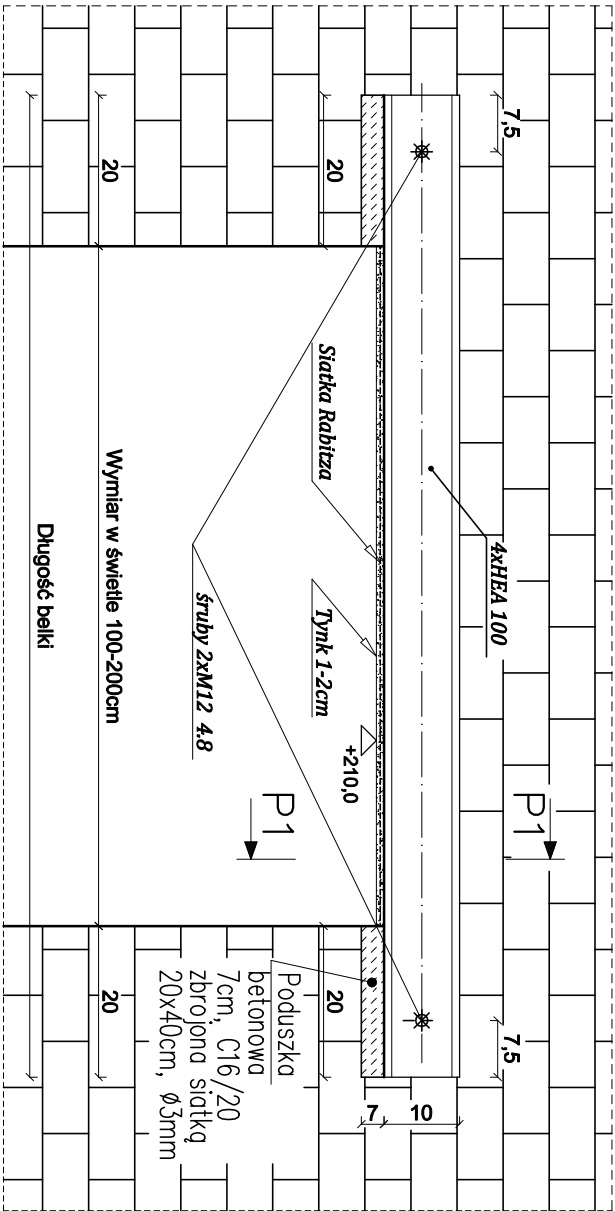 7,5
P1
7,5
4xHEA 100
10
7
+210,0
20
Siatka Rabitza
Tynk 1-2cm
P1
20
Poduszka
betonowa
7cm, C16/20
zbrojona siatką
20x40cm, Ø3mm
śruby 2xM12 4.8
20
Wymiar w świetle 100-200cm
Długość belki